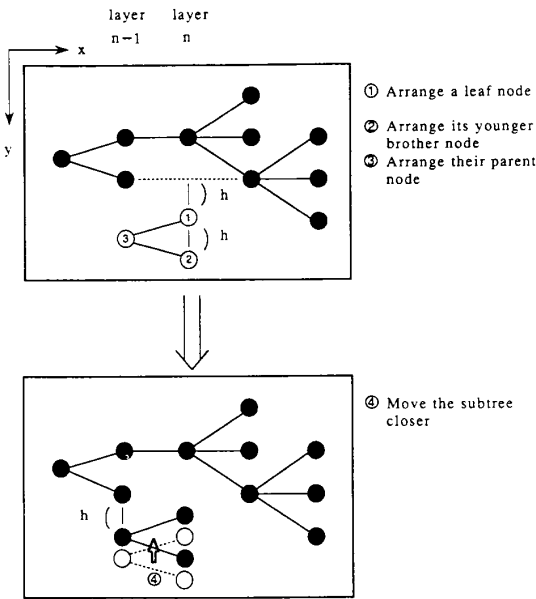 layer layer
n-1 n
x
y
① Arrange a leaf node
② Arrange its younger
brother node
③ Arrange their parent
node
h
①
③
h
②
④ Move the subtree
closer
h
④